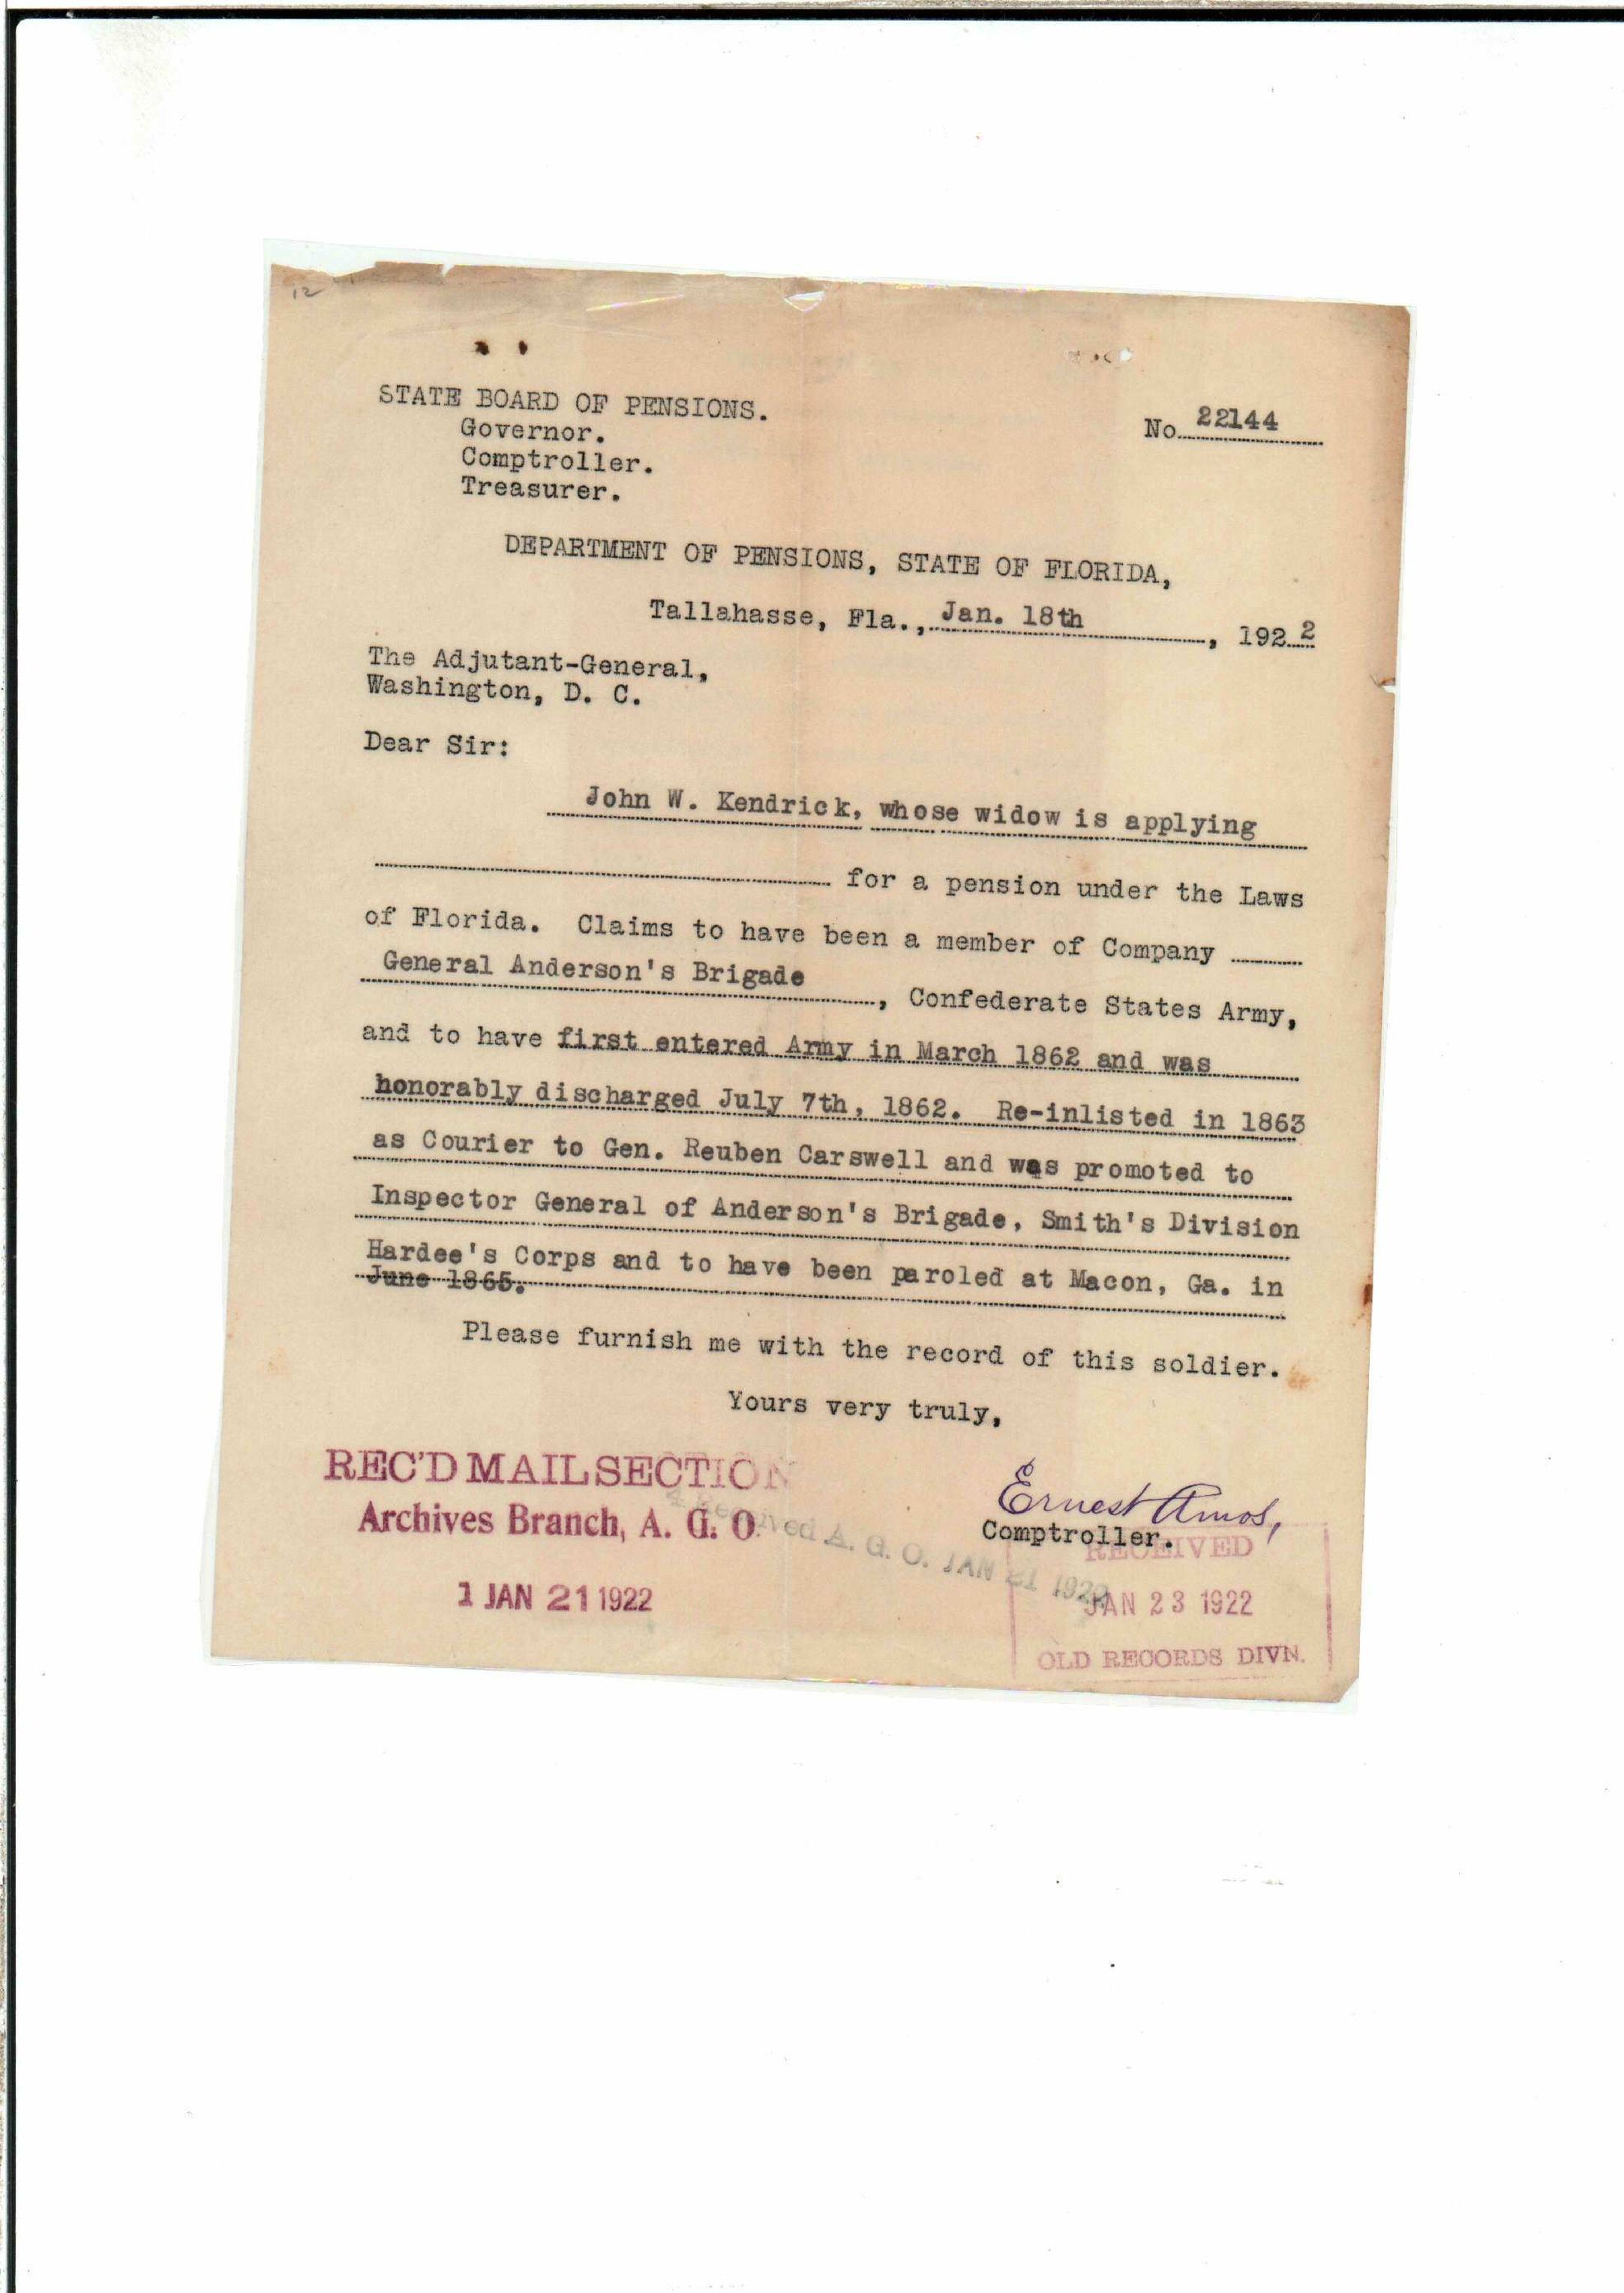 12
STATE BOARD OF PENSIONS.
Governor.
Comptroller.
Treasurer.
No 22144
DEPARTMENT OF PENSIONS, STATE OF FLORIDA,
Tallahasse, Fla., Jan. 18th, 1922
The Adjutant-General,
Washington, D. C.
Dear Sir:
John W. Kendrick, whose widow is applying
for a pension under the Laws
of Florida. Claims to have been a member of Company
General Anderson's Brigade, Confederate States Army,
and to have first entered Army in March 1862 and was
honorably discharged July 7th, 1862. Re-inlisted in 1863
as Courier to Gen. Reuben Carswell and was promoted to
Inspector General of Anderson's Brigade, Smith's Division
Hardee's Corps and to have been paroled at Macon, Ga. in
June 1865.
Please furnish me with the record of this soldier.
Yours very truly,
Ernest Amos,
Comptroller.
REC'D MAIL SECTION
Archives Branch, A. G. O.
1 JAN 21 1922
Received A. G. O. JAN 21 1922
RECEIVED
JAN 23 1922
OLD RECORDS DIVN.